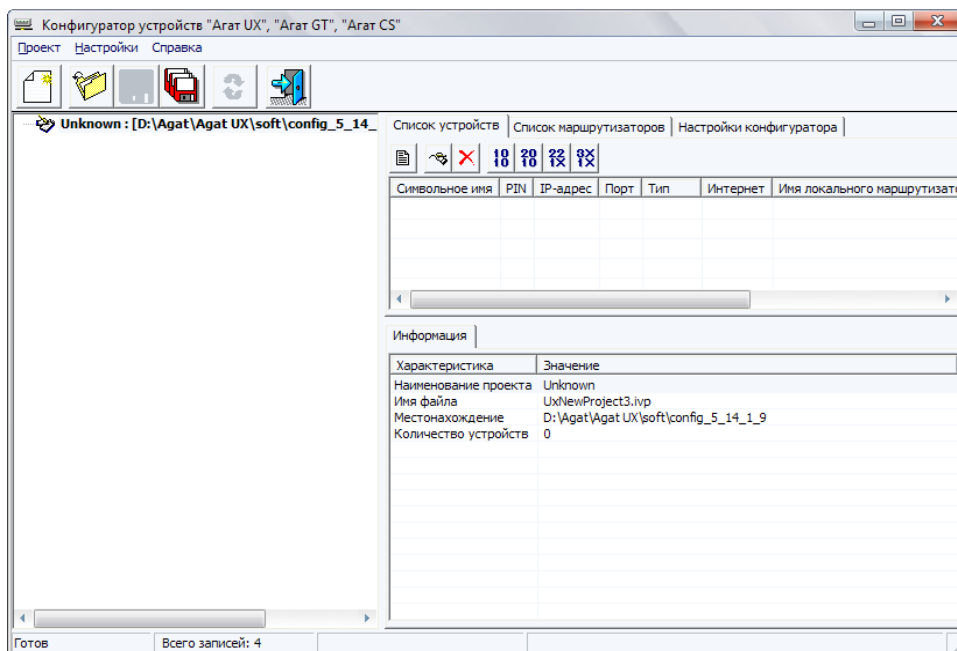 Конфигуратор устройств "Агат UX", "Агат GT", "Агат CS"
Проект Настройки Справка
Unknown : [D:\Agat\Agat UX\soft\config_5_14_
Список устройств Список маршрутизаторов Настройки конфигуратора
Символьное имя PIN IP-адрес Порт Тип Интернет Имя локального маршрутизато
Информация
Характеристика Значение
Наименование проекта Unknown
Имя файла UxNewProject3.ivp
Местонахождение D:\Agat\Agat UX\soft\config_5_14_1_9
Количество устройств 0
Готов Всего записей: 4